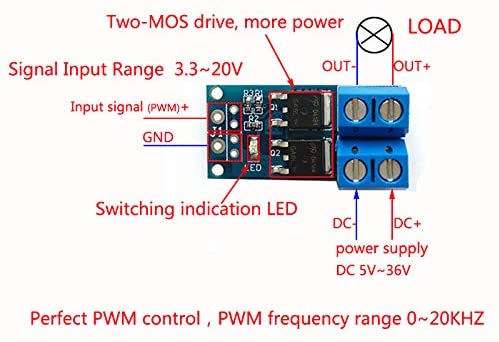 Two-MOS drive, more power
LOAD
Signal Input Range 3.3~20V
OUT-
OUT+
R3 R1
Input signal (PWM)+
Q1
R2
GND
J1
Q2
LED
Switching indication LED
DC-
DC+
power supply
DC 5V~36V
Perfect PWM control , PWM frequency range 0~20KHZ